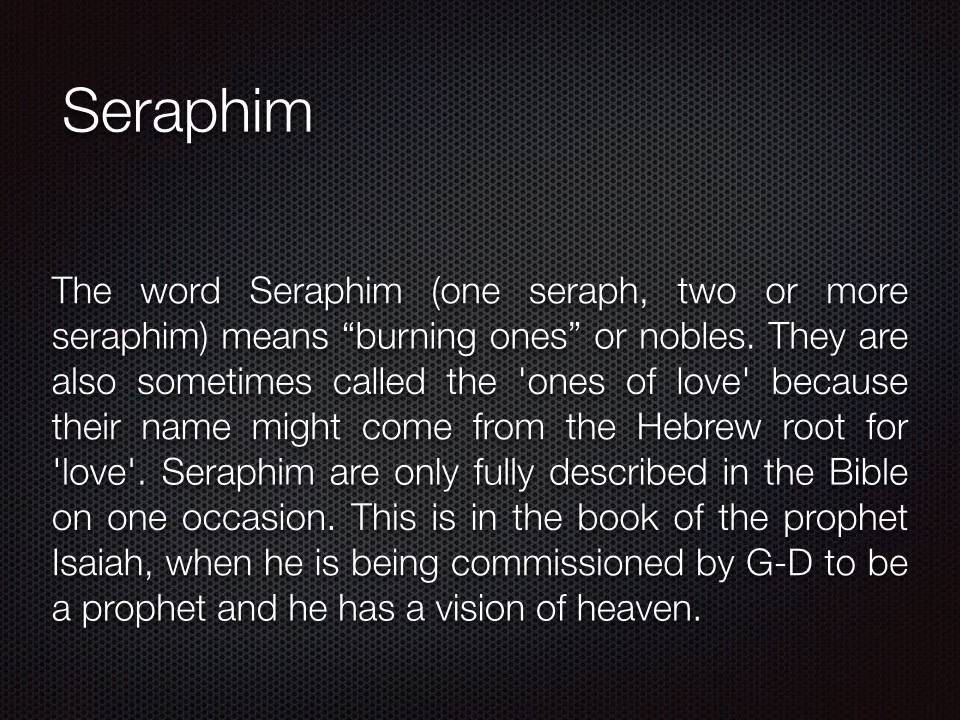 Seraphim
The word Seraphim (one seraph, two or more
seraphim) means “burning ones” or nobles. They are
also sometimes called the 'ones of love' because
their name might come from the Hebrew root for
'love'. Seraphim are only fully described in the Bible
on one occasion. This is in the book of the prophet
Isaiah, when he is being commissioned by G-D to be
a prophet and he has a vision of heaven.